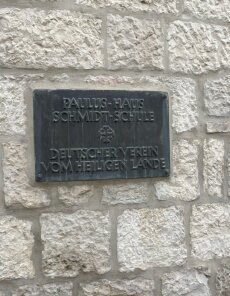 PAULUS-HAUS
SCHMIDT-SCHULE
DEUTSCHER VEREIN
VOM HEILIGEN LANDE